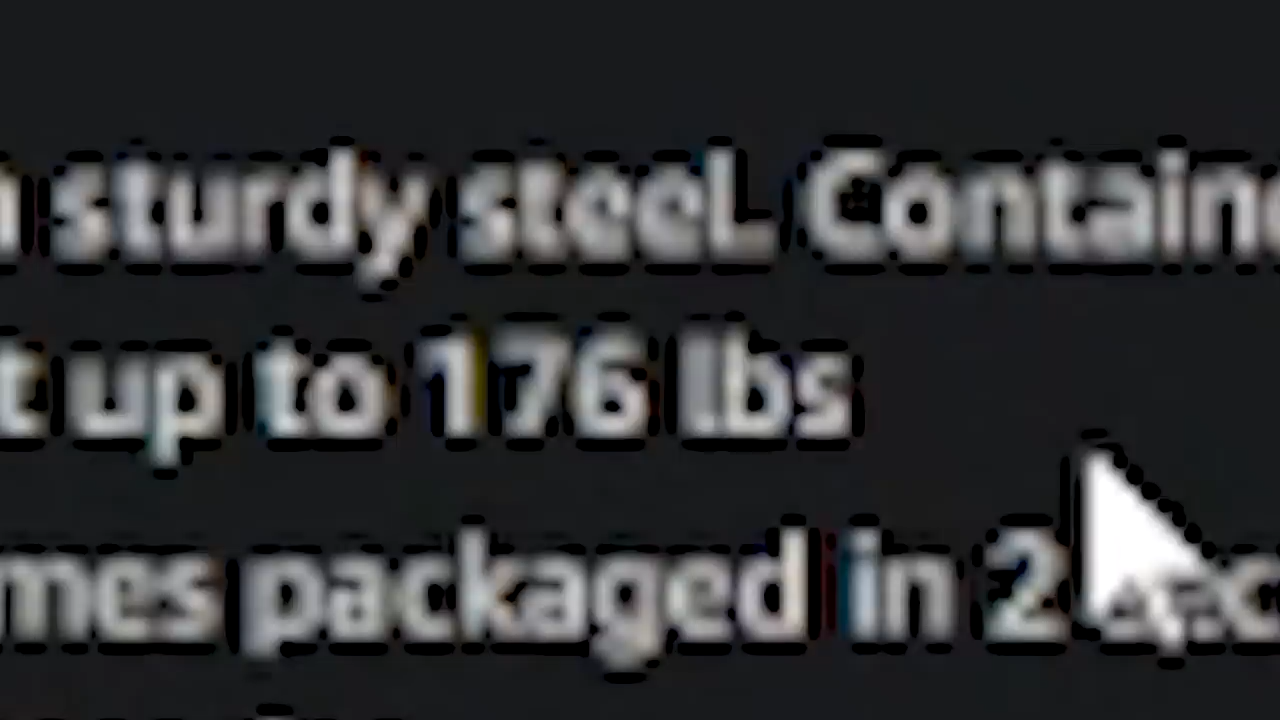 sturdy steel. Containe
t up to 176 lbs
mes packaged in 2